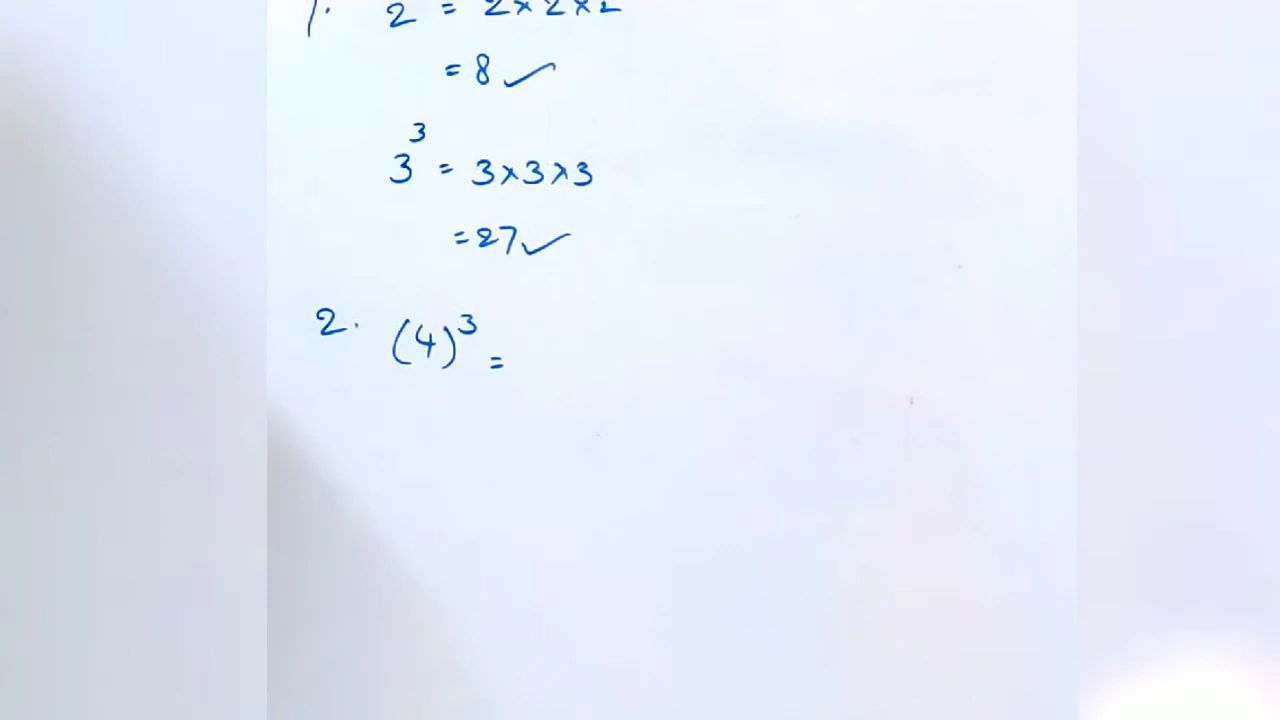 1. 2 = 2×2×2
= 8 ✓
3³ = 3×3×3
= 27 ✓
2. (4)³ =